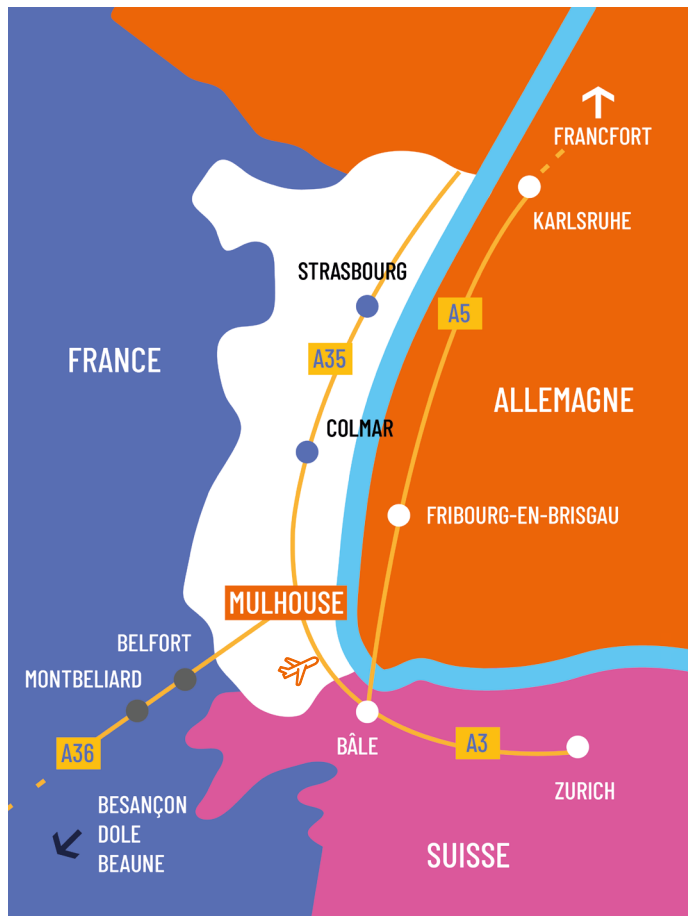 FRANCFORT
KARLSRUHE
STRASBOURG
A5
A35
FRANCE
ALLEMAGNE
COLMAR
FRIBOURG-EN-BRISGAU
MULHOUSE
BELFORT
MONTBELIARD
A36
BÂLE
A3
ZURICH
BESANÇON
DOLE
BEAUNE
SUISSE